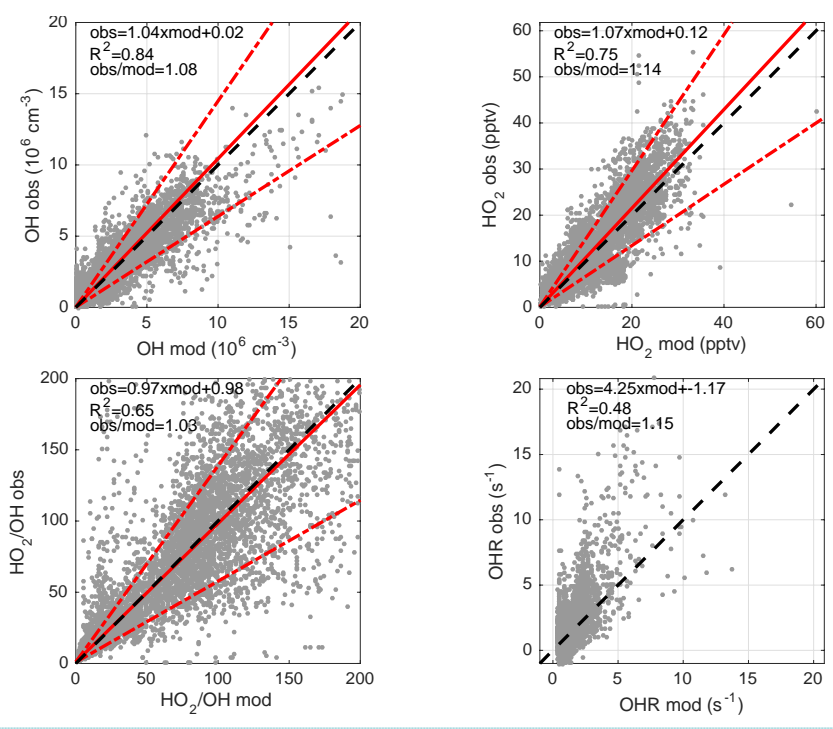 obs=1.04xmod+0.02
R²=0.84
obs/mod=1.08
20
15
10
5
0
OH obs (10⁶ cm⁻³)
0 5 10 15 20
OH mod (10⁶ cm⁻³)
obs=1.07xmod+0.12
R²=0.75
obs/mod=1.14
60
50
40
30
20
10
0
HO₂ obs (pptv)
0 20 40 60
HO₂ mod (pptv)
obs=0.97xmod+0.98
R²=0.65
obs/mod=1.03
200
150
100
50
0
HO₂/OH obs
0 50 100 150 200
HO₂/OH mod
obs=4.25xmod+-1.17
R²=0.48
obs/mod=1.15
20
15
10
5
0
OHR obs (s⁻¹)
0 5 10 15 20
OHR mod (s⁻¹)